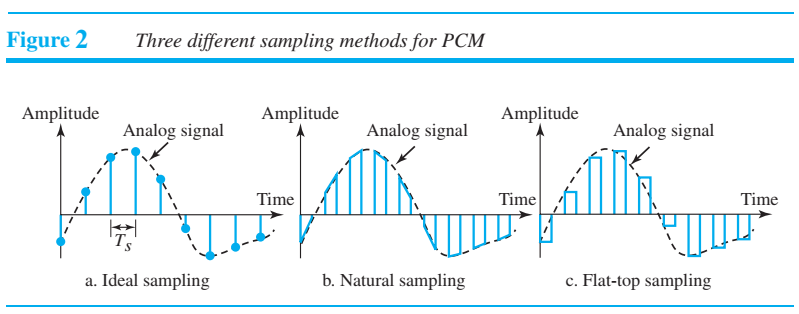 Figure 2 Three different sampling methods for PCM
Amplitude
Analog signal
Time
Ts
a. Ideal sampling
Amplitude
Analog signal
Time
b. Natural sampling
Amplitude
Analog signal
Time
c. Flat-top sampling